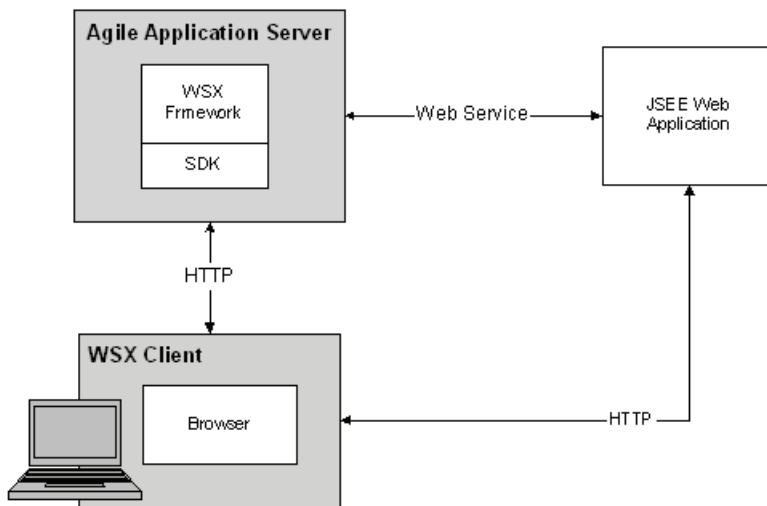 Agile Application Server
WSX
Frmework
SDK
Web Service
JSEE Web
Application
HTTP
WSX Client
Browser
HTTP